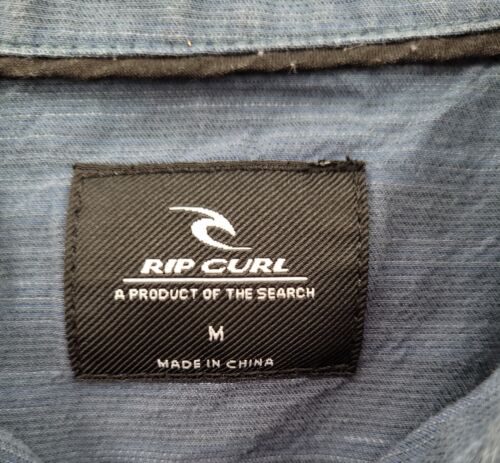 RIP CURL
A PRODUCT OF THE SEARCH
M
MADE IN CHINA